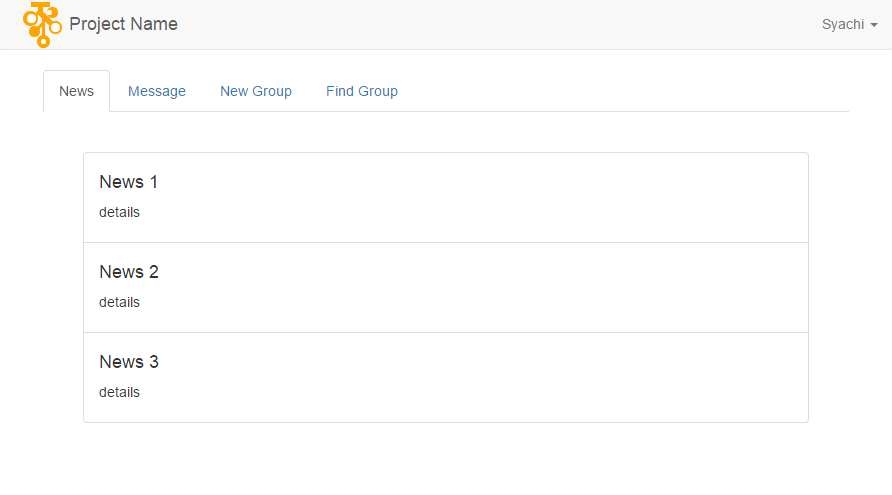 Project Name
Syachi
News
Message
New Group
Find Group
News 1
details
News 2
details
News 3
details